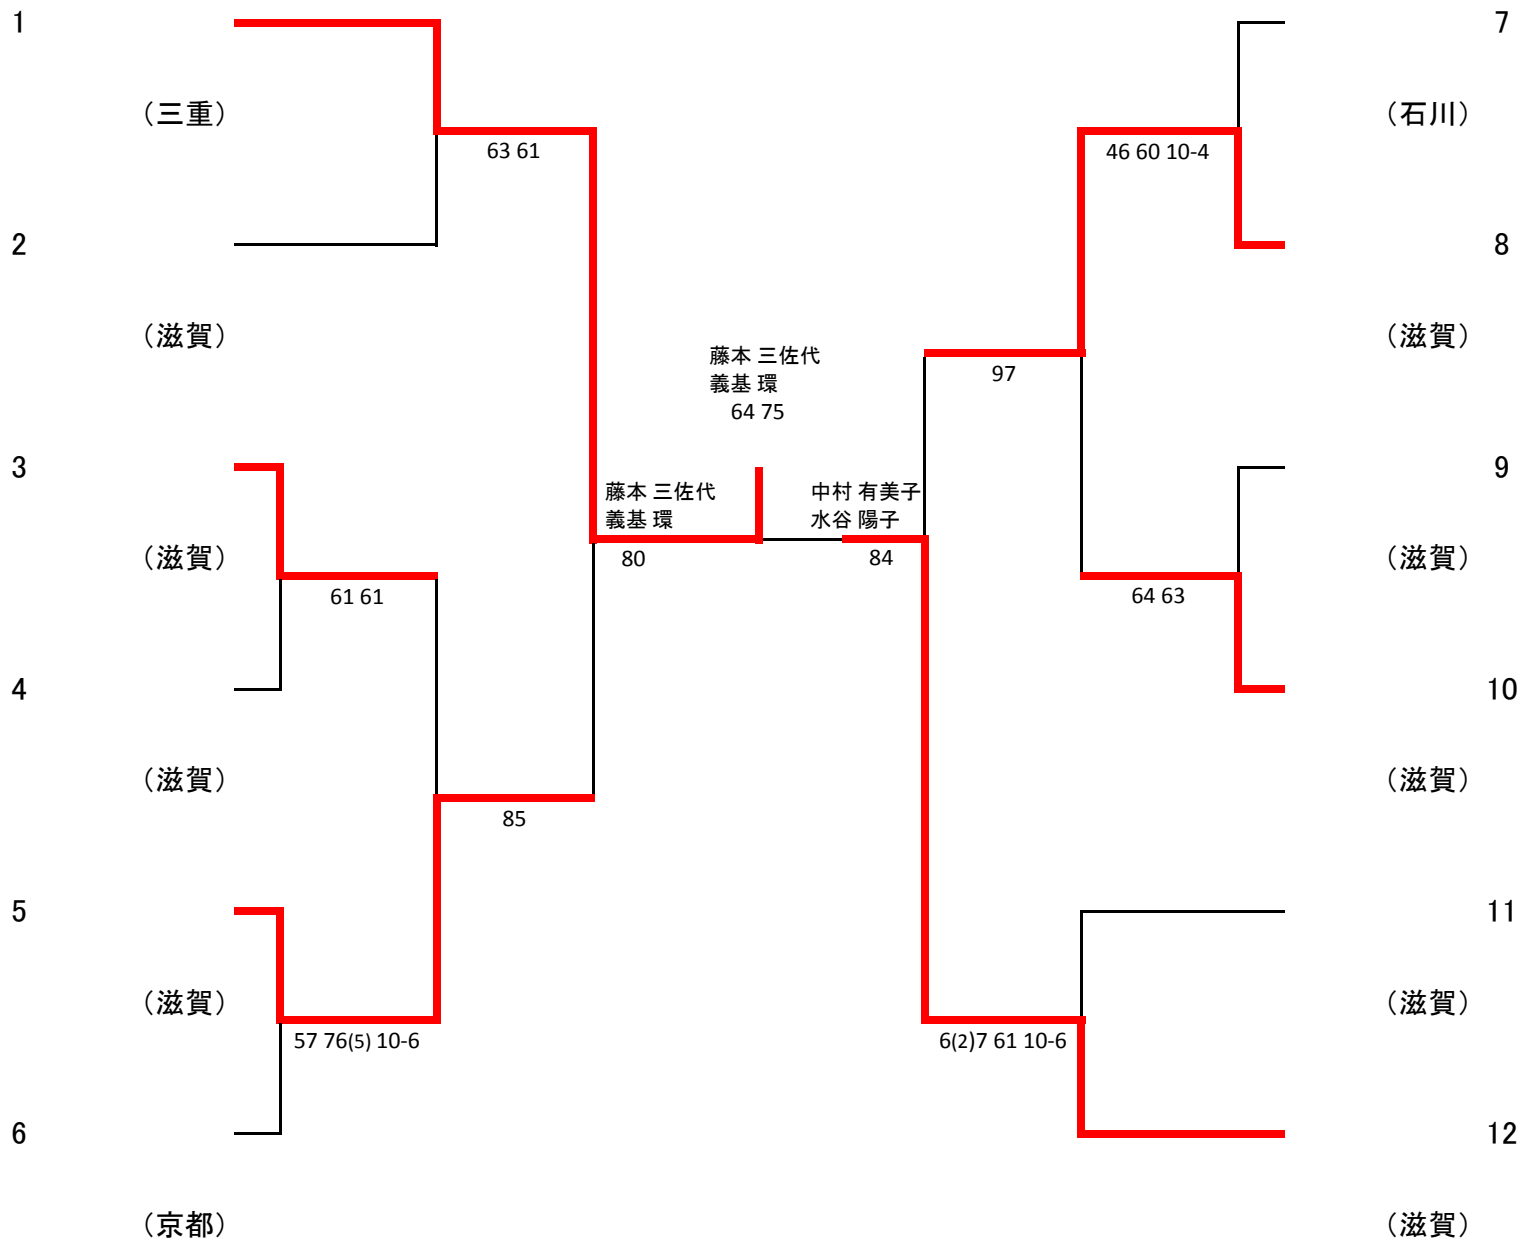 1
7
（三重）
（石川）
63 61
46 60 10-4
2
8
（滋賀）
（滋賀）
藤本 三佐代
義基 環
64 75
97
3
9
藤本 三佐代
義基 環
中村 有美子
水谷 陽子
（滋賀）
80
84
（滋賀）
61 61
64 63
4
10
（滋賀）
（滋賀）
85
5
11
（滋賀）
（滋賀）
57 76(5) 10-6
6(2)7 61 10-6
6
12
（京都）
（滋賀）